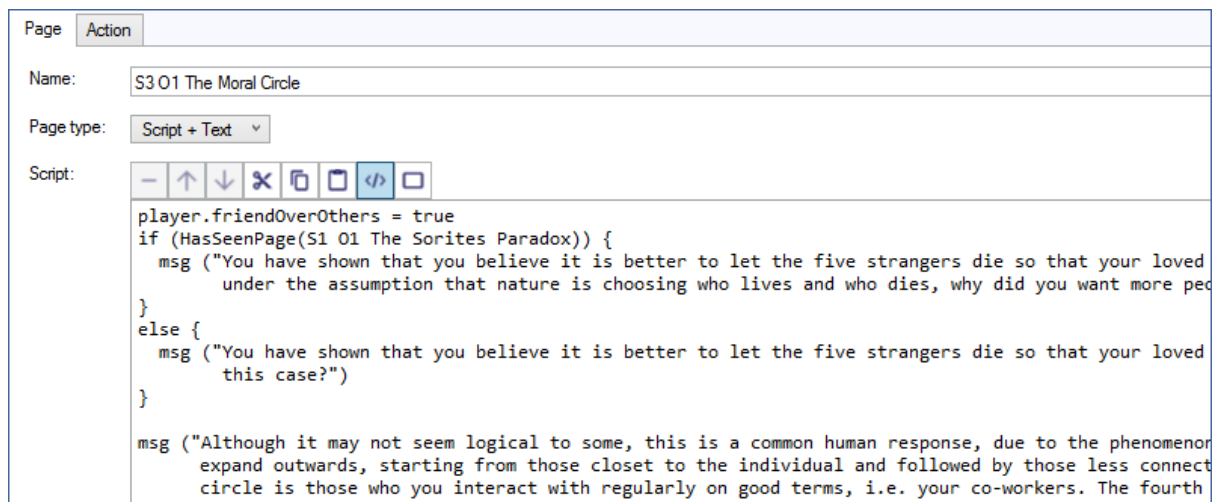 Page Action
Name: S3 O1 The Moral Circle
Page type: Script + Text
Script:
player.friendOverOthers = true
if (HasSeenPage(S1 O1 The Sorites Paradox)) {
msg ("You have shown that you believe it is better to let the five strangers die so that your loved
under the assumption that nature is choosing who lives and who dies, why did you want more
}
else {
msg ("You have shown that you believe it is better to let the five strangers die so that your loved
this case?")
}
msg ("Although it may not seem logical to some, this is a common human response, due to the
expand outwards, starting from those closet to the individual and followed by those less
circle is those who you interact with regularly on good terms, i.e. your co-workers. The fourth